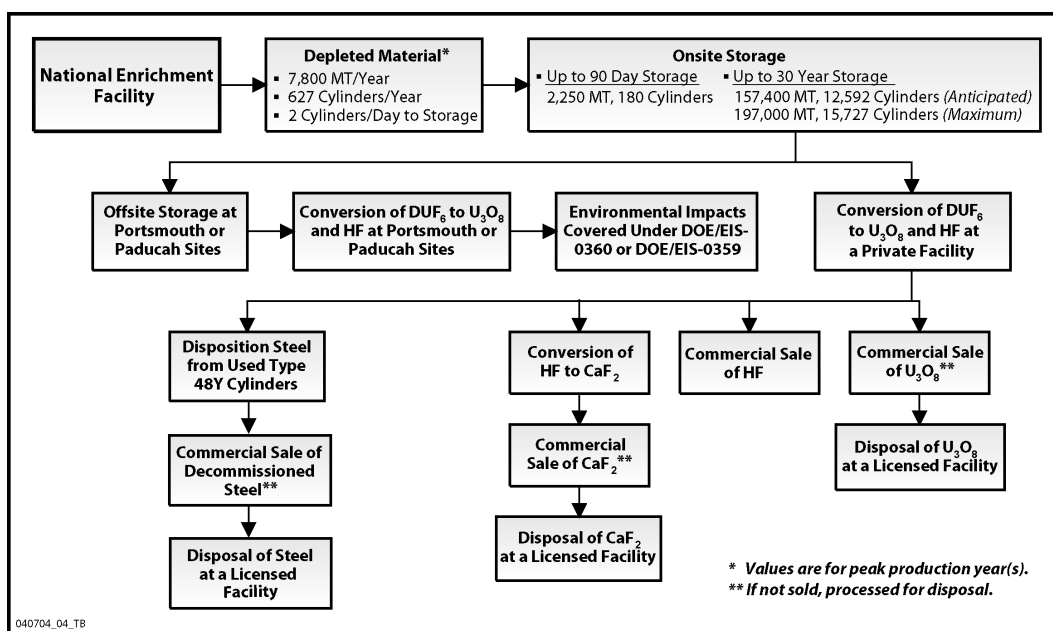 National Enrichment
Facility
Depleted Material*
▪ 7,800 MT/Year
▪ 627 Cylinders/Year
▪ 2 Cylinders/Day to Storage
Onsite Storage
▪ Up to 90 Day Storage
2,250 MT, 180 Cylinders
▪ Up to 30 Year Storage
157,400 MT, 12,592 Cylinders (Anticipated)
197,000 MT, 15,727 Cylinders (Maximum)
Offsite Storage at
Portsmouth or
Paducah Sites
Conversion of DUF₆ to U₃O₈
and HF at Portsmouth or
Paducah Sites
Environmental Impacts
Covered Under DOE/EIS-
0360 or DOE/EIS-0359
Conversion of DUF₆
to U₃O₈ and HF at
a Private Facility
Disposition Steel
from Used Type
48Y Cylinders
Conversion of
HF to CaF₂
Commercial Sale
of HF
Commercial Sale
of U₃O₈**
Commercial Sale of
Decommissioned
Steel**
Commercial
Sale of CaF₂**
Disposal of U₃O₈
at a Licensed Facility
Disposal of Steel
at a Licensed
Facility
Disposal of CaF₂
at a Licensed Facility
* Values are for peak production year(s).
** If not sold, processed for disposal.
040704_04_TB